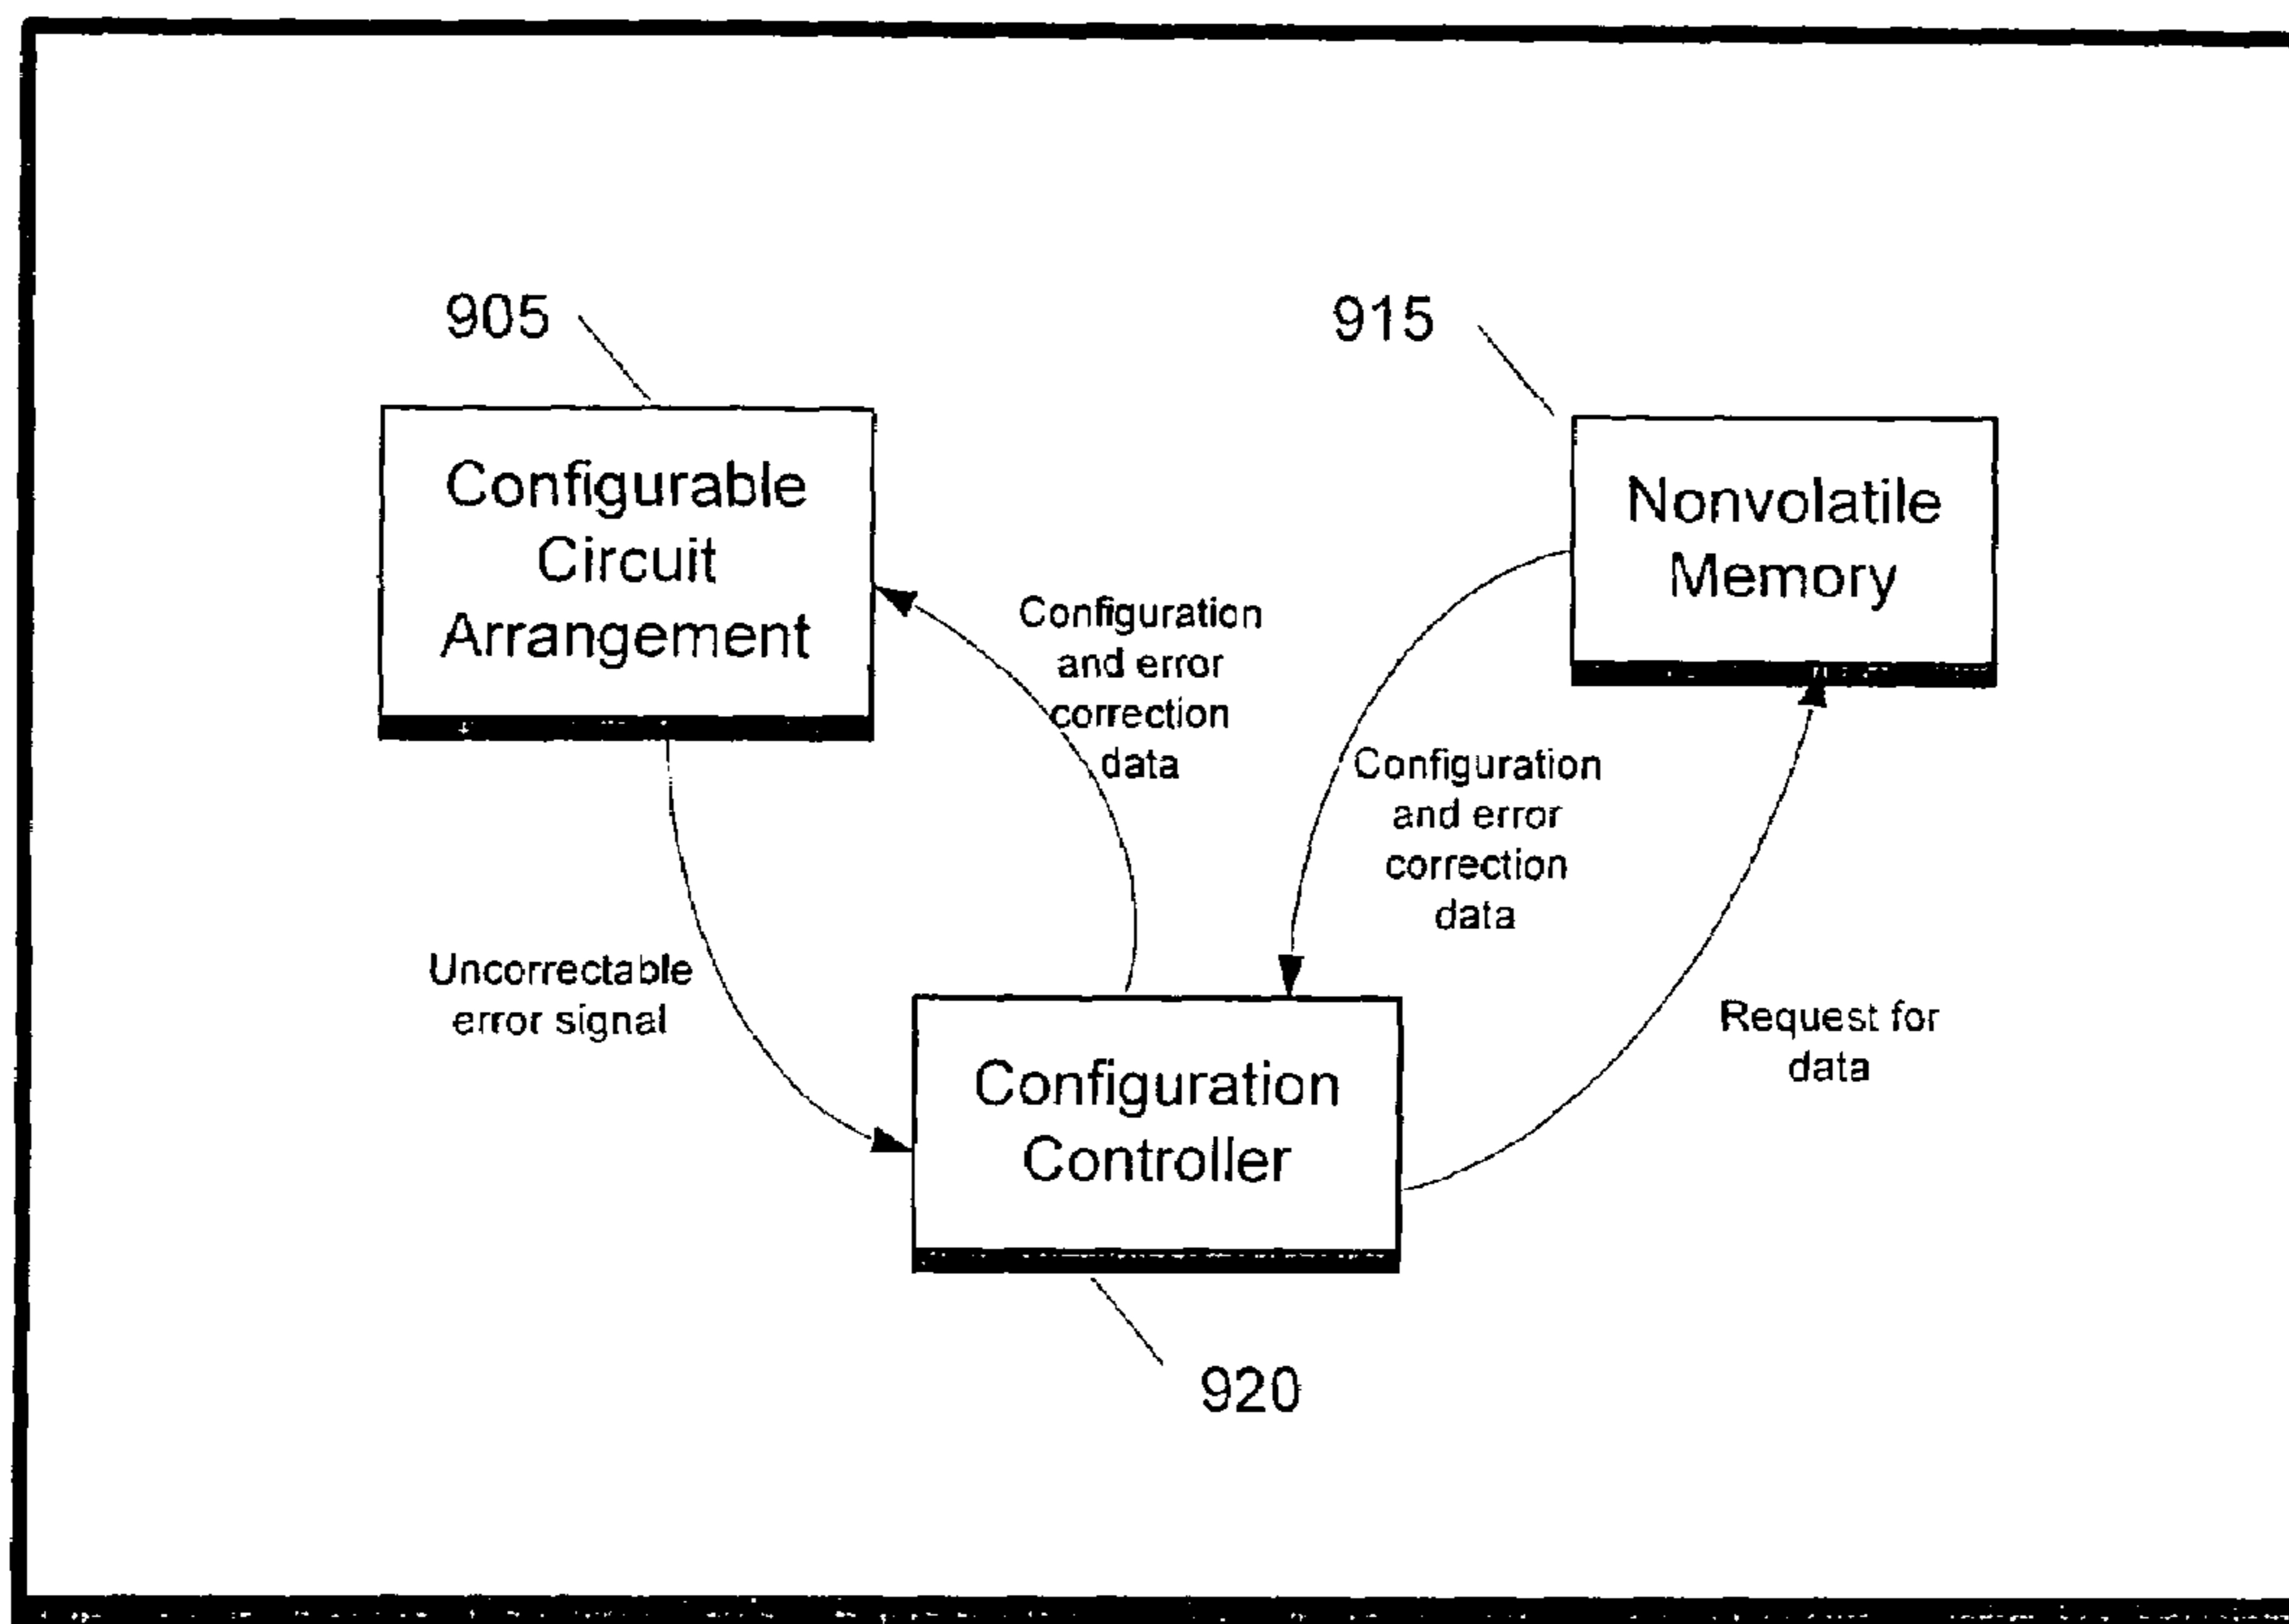 905
915
Configurable
Circuit
Arrangement
Nonvolatile
Memory
Configuration
and error
correction
data
Configuration
and error
correction
data
Uncorrectable
error signal
Request for
data
Configuration
Controller
920